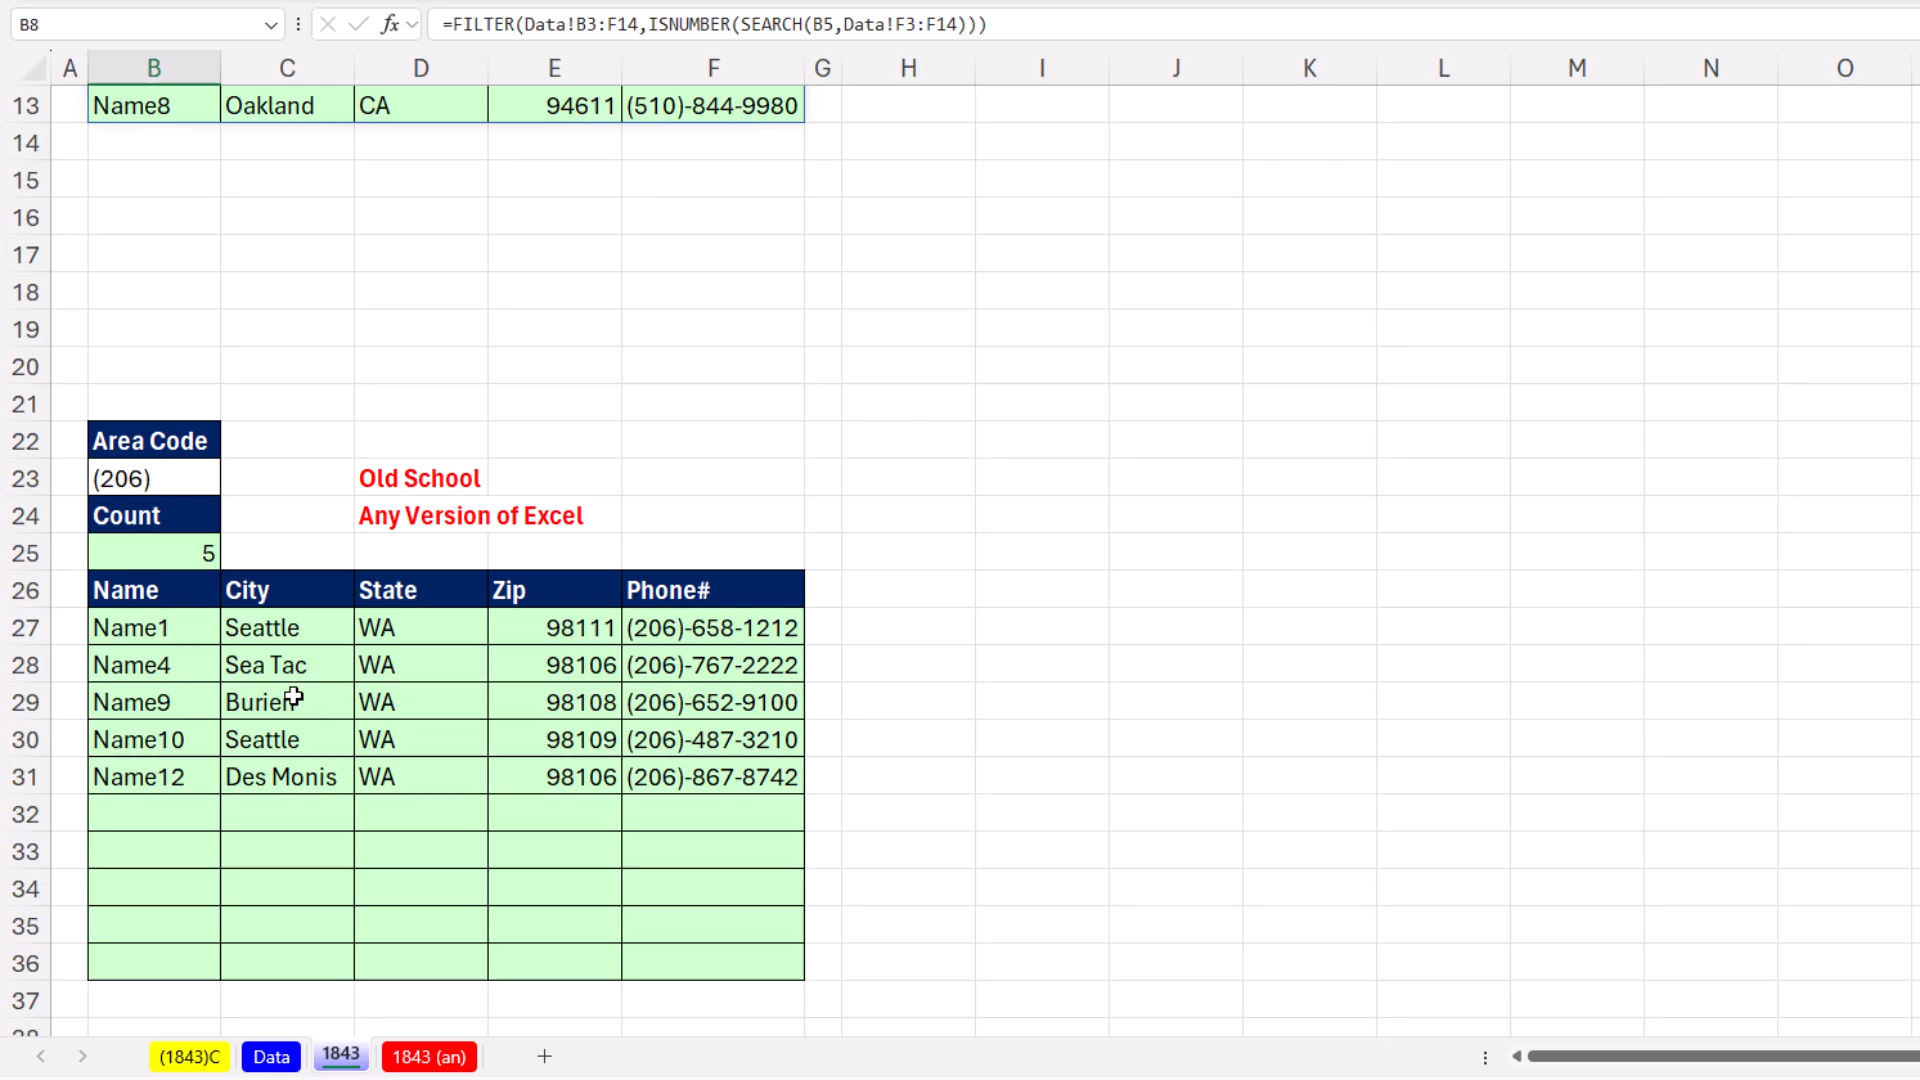 B8 fx =FILTER(Data!B3:F14,ISNUMBER(SEARCH(B5,Data!F3:F14)))
A B C D E F G H I J K L M N O
13 Name8 Oakland CA 94611 (510)-844-9980
14
15
16
17
18
19
20
21
22 Area Code
23 (206) Old School
24 Count Any Version of Excel
25 5
26 Name City State Zip Phone#
27 Name1 Seattle WA 98111 (206)-658-1212
28 Name4 Sea Tac WA 98106 (206)-767-2222
29 Name9 Burien WA 98108 (206)-652-9100
30 Name10 Seattle WA 98109 (206)-487-3210
31 Name12 Des Monis WA 98106 (206)-867-8742
32
33
34
35
36
37
(1843)C Data 1843 1843 (an) +